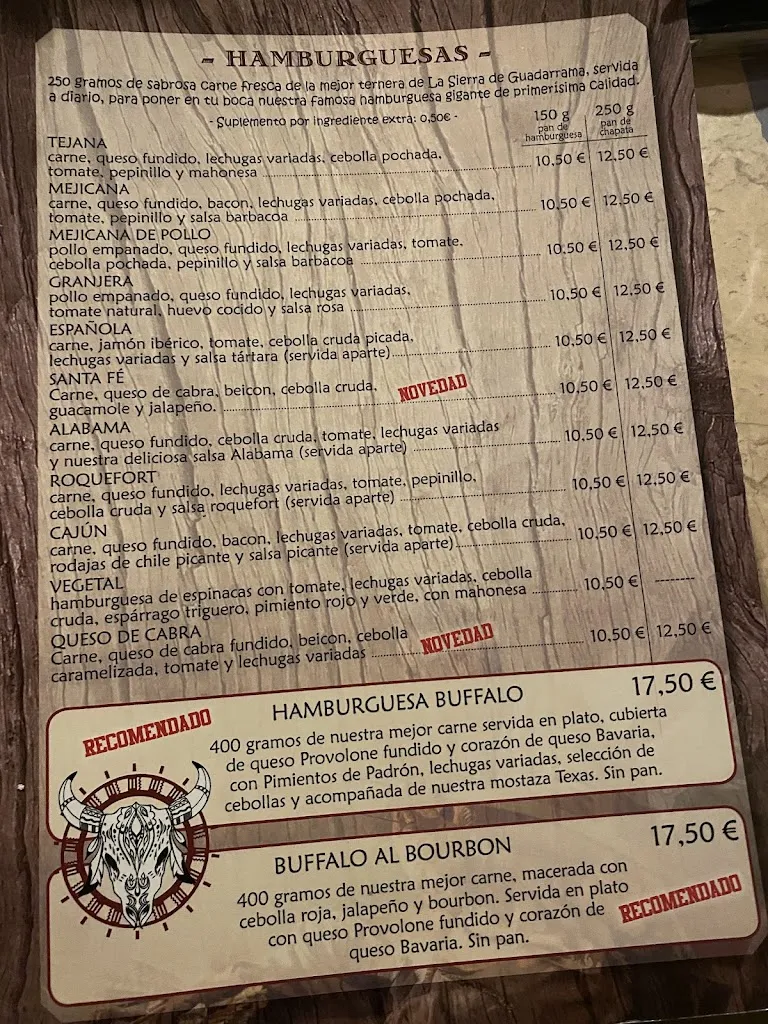 - HAMBURGUESAS -
250 gramos de sabrosa carne fresca de la mejor ternera de La Sierra de Guadarrama, servida
a diario, para poner en tu boca nuestra famosa hamburguesa gigante de primerísima calidad.
- Suplemento por ingrediente extra: 0,50€ -
150 g pan de hamburguesa
250 g pan de chapata
TEJANA
carne, queso fundido, lechugas variadas, cebolla pochada,
tomate, pepinillo y mahonesa 10,50 € 12,50 €
MEJICANA
carne, queso fundido, bacon, lechugas variadas, cebolla pochada,
tomate, pepinillo y salsa barbacoa 10,50 € 12,50 €
MEJICANA DE POLLO
pollo empanado, queso fundido, lechugas variadas, tomate,
cebolla pochada, pepinillo y salsa barbacoa 10,50 € 12,50 €
GRANJERA
pollo empanado, queso fundido, lechugas variadas,
tomate natural, huevo cocido y salsa rosa 10,50 € 12,50 €
ESPAÑOLA
carne, jamón ibérico, tomate, cebolla cruda picada,
lechugas variadas y salsa tártara (servida aparte) 10,50 € 12,50 €
SANTA FÉ
Carne, queso de cabra, beicon, cebolla cruda, NOVEDAD
guacamole y jalapeño. 10,50 € 12,50 €
ALABAMA
carne, queso fundido, cebolla cruda, tomate, lechugas variadas
y nuestra deliciosa salsa Alabama (servida aparte) 10,50 € 12,50 €
ROQUEFORT
carne, queso fundido, lechugas variadas, tomate, pepinillo,
cebolla cruda y salsa roquefort (servida aparte) 10,50 € 12,50 €
CAJÚN
carne, queso fundido, bacon, lechugas variadas, tomate, cebolla cruda,
rodajas de chile picante y salsa picante (servida aparte) 10,50 € 12,50 €
VEGETAL
hamburguesa de espinacas con tomate, lechugas variadas, cebolla
cruda, espárrago triguero, pimiento rojo y verde, con mahonesa 10,50 € --------
QUESO DE CABRA
Carne, queso de cabra fundido, beicon, cebolla NOVEDAD
caramelizada, tomate y lechugas variadas 10,50 € 12,50 €
RECOMENDADO
HAMBURGUESA BUFFALO 17,50 €
400 gramos de nuestra mejor carne servida en plato, cubierta
de queso Provolone fundido y corazón de queso Bavaria,
con Pimientos de Padrón, lechugas variadas, selección de
cebollas y acompañada de nuestra mostaza Texas. Sin pan.
BUFFALO AL BOURBON 17,50 €
400 gramos de nuestra mejor carne, macerada con
cebolla roja, jalapeño y bourbon. Servida en plato
con queso Provolone fundido y corazón de
queso Bavaria. Sin pan.
RECOMENDADO